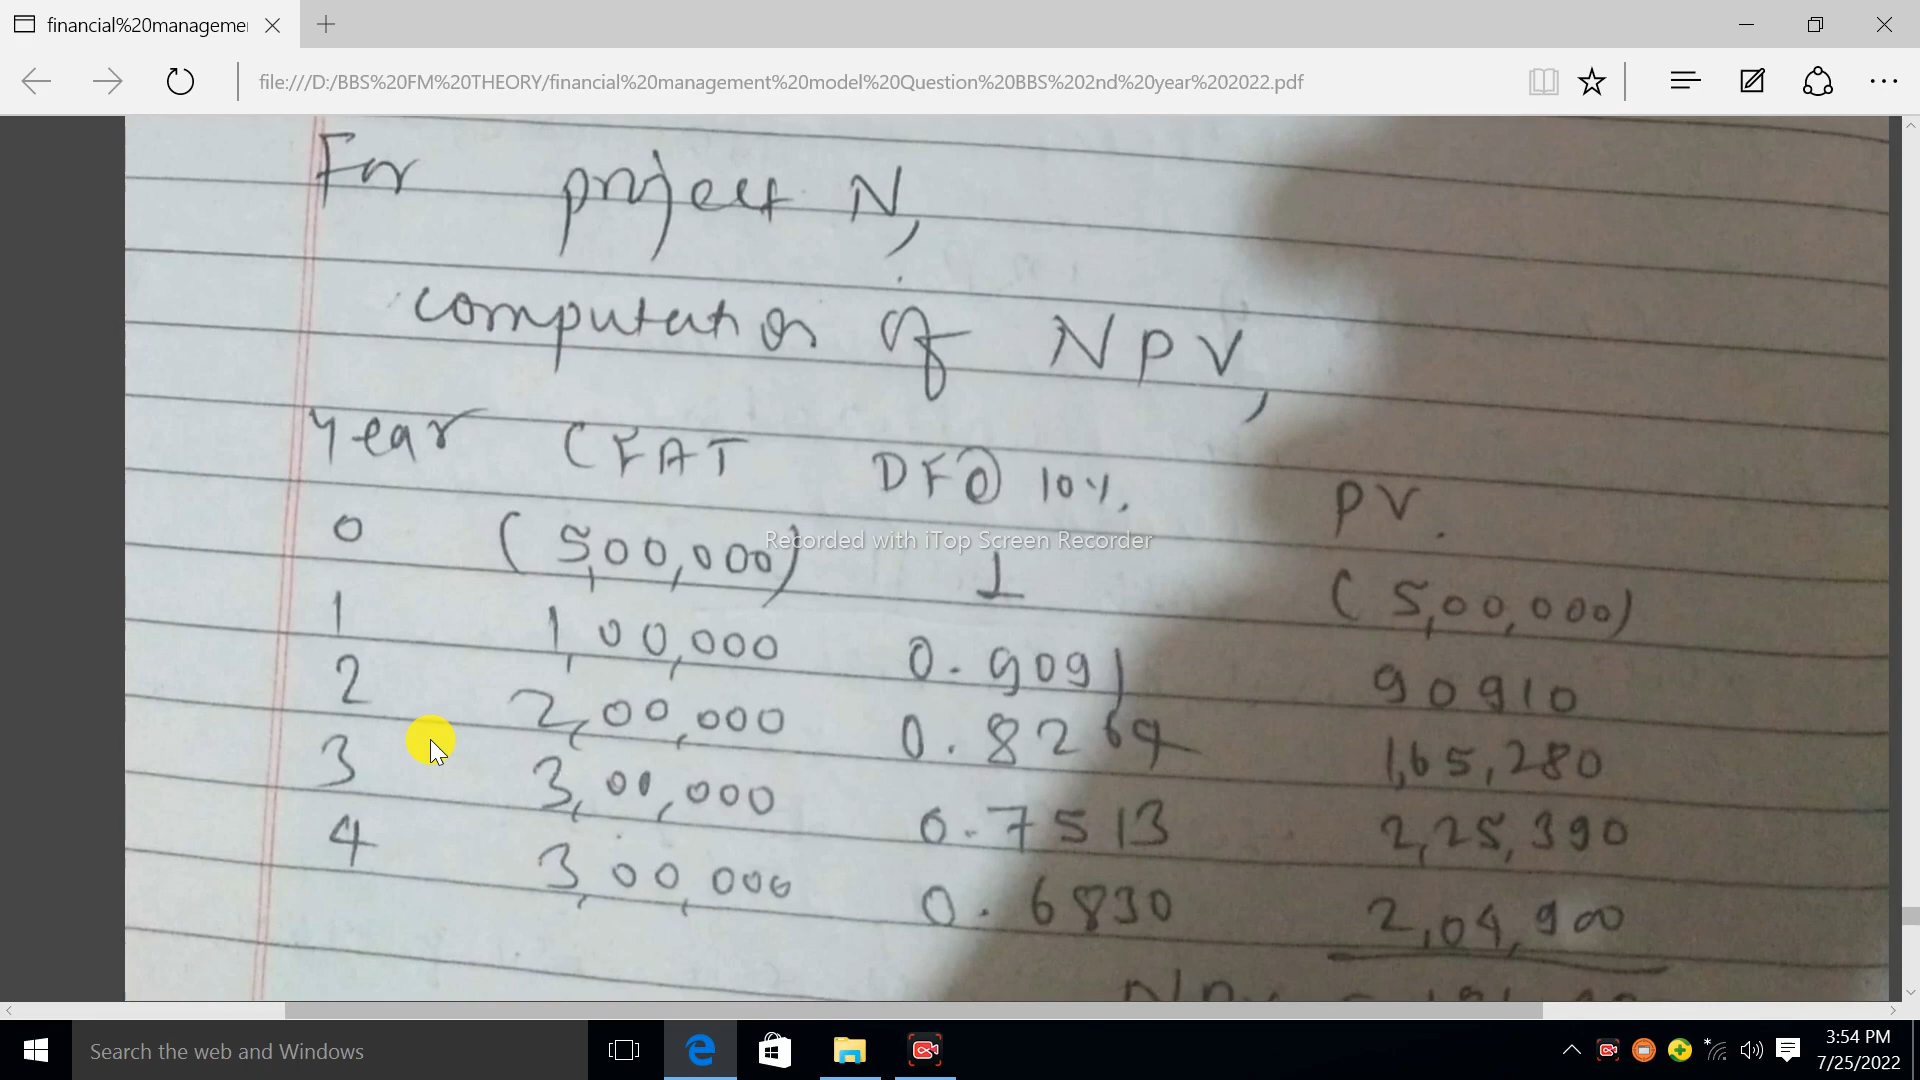 financial%20manageme
file:///D:/BBS%20FM%20THEORY/financial%20management%20model%20Question%20BBS%202nd%20year%202022.pdf
For project N,
computation of NPV,
Year CFAT DF@ 10%. PV.
0 (5,00,000) 1 (5,00,000)
1 1,00,000 0.9091 90910
2 2,00,000 0.8264 1,65,280
3 3,00,000 0.7513 2,25,390
4 3,00,000 0.6830 2,04,900
Recorded with iTop Screen Recorder
Search the web and Windows
3:54 PM
7/25/2022